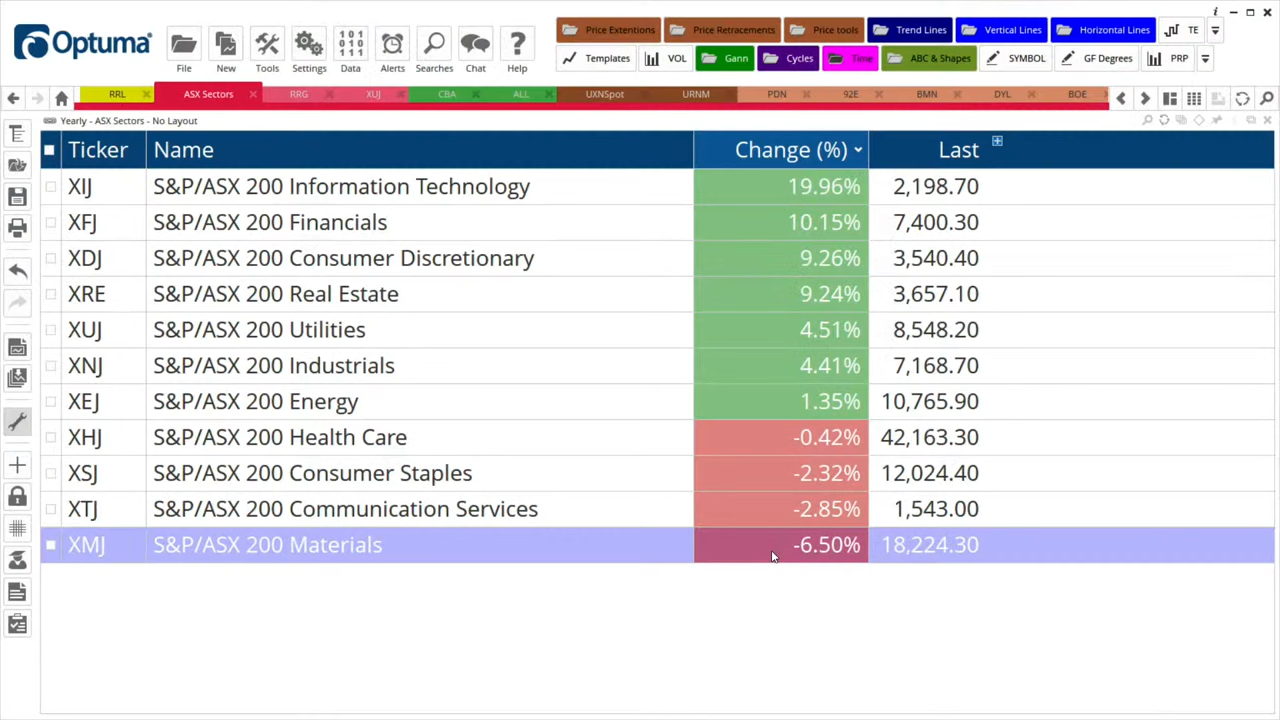 Optuma®
File New Tools Settings Data Alerts Searches Chat Help
Price Extentions Price Retracements Price tools Trend Lines Vertical Lines Horizontal Lines TE
Templates VOL Gann Cycles Time ABC & Shapes SYMBOL GF Degrees PRP
RRL ASX Sectors RRG XUJ CBA ALL UXNSpot URNM PDN 92E BMN DYL BOE
Yearly - ASX Sectors - No Layout
Ticker Name Change (%) Last
XIJ S&P/ASX 200 Information Technology 19.96% 2,198.70
XFJ S&P/ASX 200 Financials 10.15% 7,400.30
XDJ S&P/ASX 200 Consumer Discretionary 9.26% 3,540.40
XRE S&P/ASX 200 Real Estate 9.24% 3,657.10
XUJ S&P/ASX 200 Utilities 4.51% 8,548.20
XNJ S&P/ASX 200 Industrials 4.41% 7,168.70
XEJ S&P/ASX 200 Energy 1.35% 10,765.90
XHJ S&P/ASX 200 Health Care -0.42% 42,163.30
XSJ S&P/ASX 200 Consumer Staples -2.32% 12,024.40
XTJ S&P/ASX 200 Communication Services -2.85% 1,543.00
XMJ S&P/ASX 200 Materials -6.50% 18,224.30